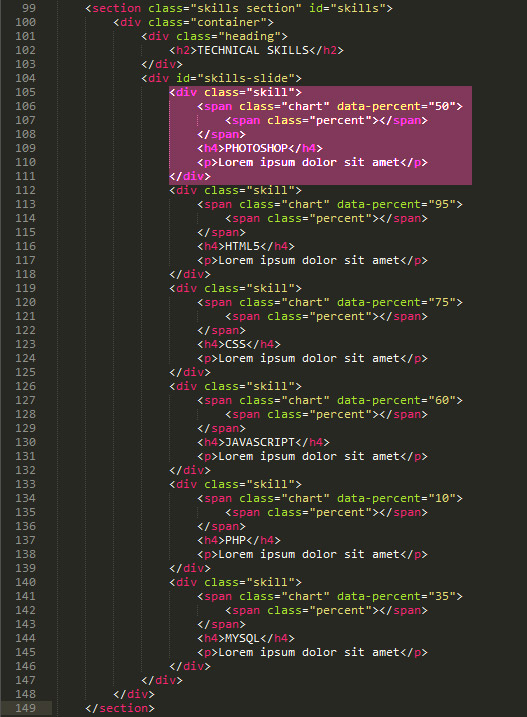 99 <section class="skills section" id="skills">
100 <div class="container">
101 <div class="heading">
102 <h2>TECHNICAL SKILLS</h2>
103 </div>
104 <div id="skills-slide">
105 <div class="skill">
106 <span class="chart" data-percent="50">
107 <span class="percent"></span>
108 </span>
109 <h4>PHOTOSHOP</h4>
110 <p>Lorem ipsum dolor sit amet</p>
111 </div>
112 <div class="skill">
113 <span class="chart" data-percent="95">
114 <span class="percent"></span>
115 </span>
116 <h4>HTML5</h4>
117 <p>Lorem ipsum dolor sit amet</p>
118 </div>
119 <div class="skill">
120 <span class="chart" data-percent="75">
121 <span class="percent"></span>
122 </span>
123 <h4>CSS</h4>
124 <p>Lorem ipsum dolor sit amet</p>
125 </div>
126 <div class="skill">
127 <span class="chart" data-percent="60">
128 <span class="percent"></span>
129 </span>
130 <h4>JAVASCRIPT</h4>
131 <p>Lorem ipsum dolor sit amet</p>
132 </div>
133 <div class="skill">
134 <span class="chart" data-percent="10">
135 <span class="percent"></span>
136 </span>
137 <h4>PHP</h4>
138 <p>Lorem ipsum dolor sit amet</p>
139 </div>
140 <div class="skill">
141 <span class="chart" data-percent="35">
142 <span class="percent"></span>
143 </span>
144 <h4>MYSQL</h4>
145 <p>Lorem ipsum dolor sit amet</p>
146 </div>
147 </div>
148 </div>
149 </section>